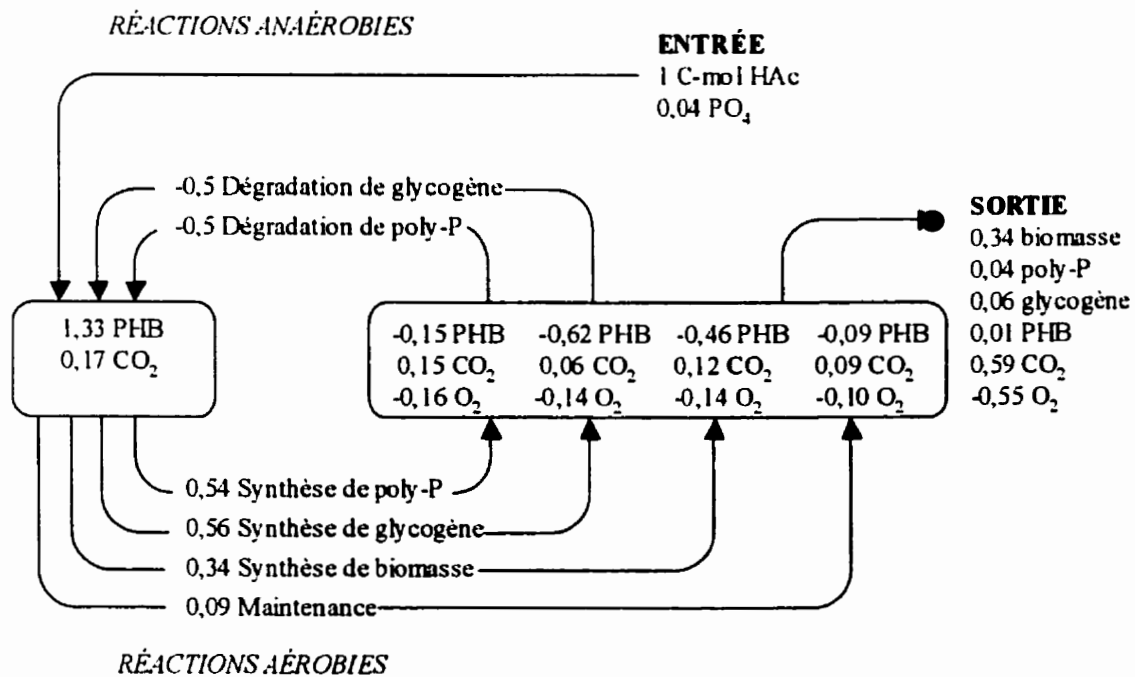 RÉACTIONS ANAÉROBIES
ENTRÉE
1 C-mol HAc
0,04 PO₄
-0,5 Dégradation de glycogène
-0,5 Dégradation de poly-P
SORTIE
0,34 biomasse
0,04 poly-P
0,06 glycogène
0,01 PHB
0,59 CO₂
-0,55 O₂
1,33 PHB
0,17 CO₂
-0,15 PHB -0,62 PHB -0,46 PHB -0,09 PHB
0,15 CO₂ 0,06 CO₂ 0,12 CO₂ 0,09 CO₂
-0,16 O₂ -0,14 O₂ -0,14 O₂ -0,10 O₂
0,54 Synthèse de poly-P
0,56 Synthèse de glycogène
0,34 Synthèse de biomasse
0,09 Maintenance
RÉACTIONS AÉROBIES